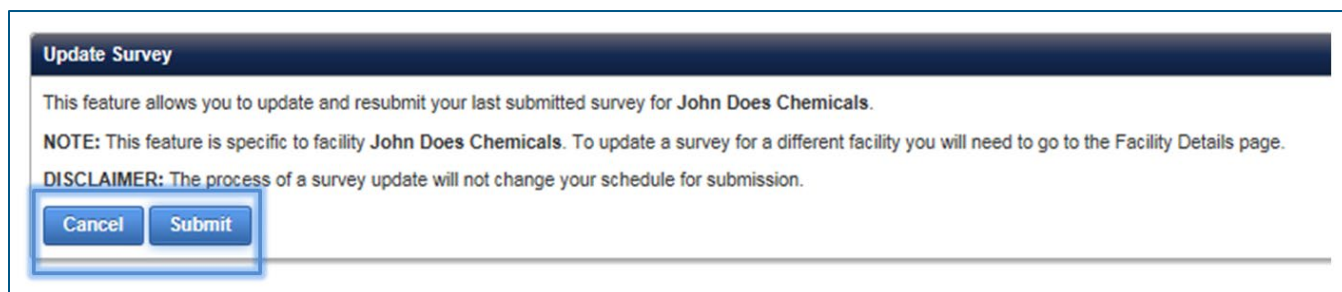 Update Survey
This feature allows you to update and resubmit your last submitted survey for John Does Chemicals.
NOTE: This feature is specific to facility John Does Chemicals. To update a survey for a different facility you will need to go to the Facility Details page.
DISCLAIMER: The process of a survey update will not change your schedule for submission.
Cancel Submit